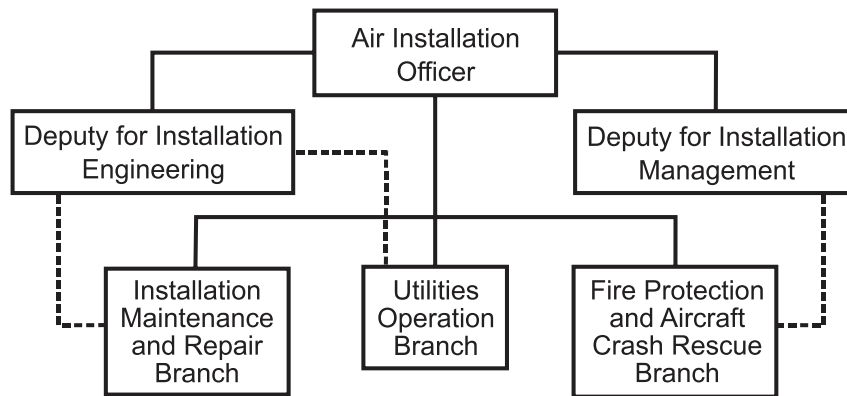 Air Installation
Officer
Deputy for Installation
Engineering
Deputy for Installation
Management
Installation
Maintenance
and Repair
Branch
Utilities
Operation
Branch
Fire Protection
and Aircraft
Crash Rescue
Branch